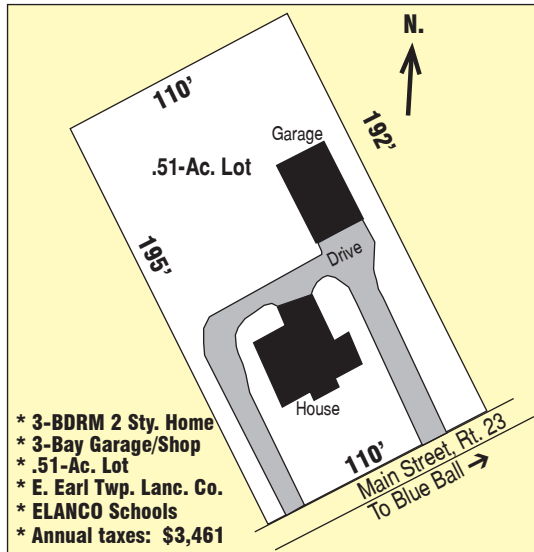 N.
110’
Garage
192’
.51-Ac. Lot
Drive
195’
House
* 3-BDRM 2 Sty. Home
* 3-Bay Garage/Shop
* .51-Ac. Lot
* E. Earl Twp. Lanc. Co.
* ELANCO Schools
* Annual taxes: $3,461
110’
Main Street, Rt. 23
To Blue Ball →